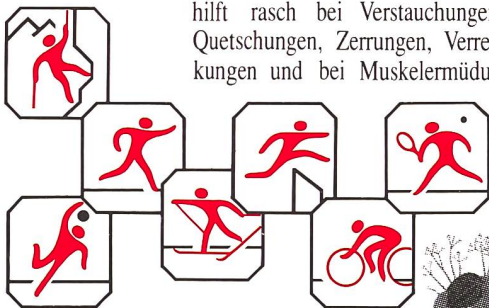 hilft rasch bei Verstauchunge
Quetschungen, Zerrungen, Verre
kungen und bei Muskelermüdu